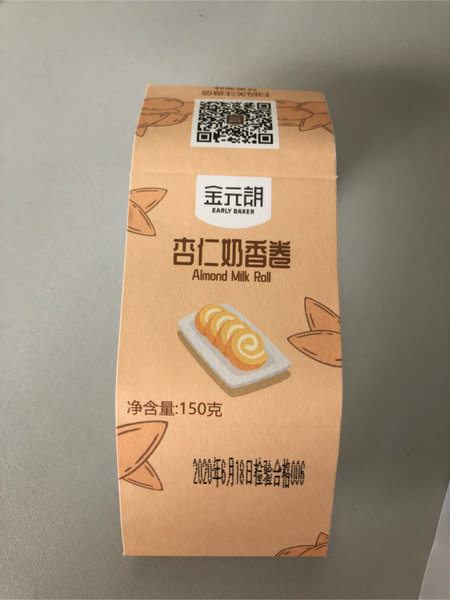 金元朗
EARLY BAKER
杏仁奶香卷
Almond Milk Roll
净含量:150克
2020年6月18日检验合格006